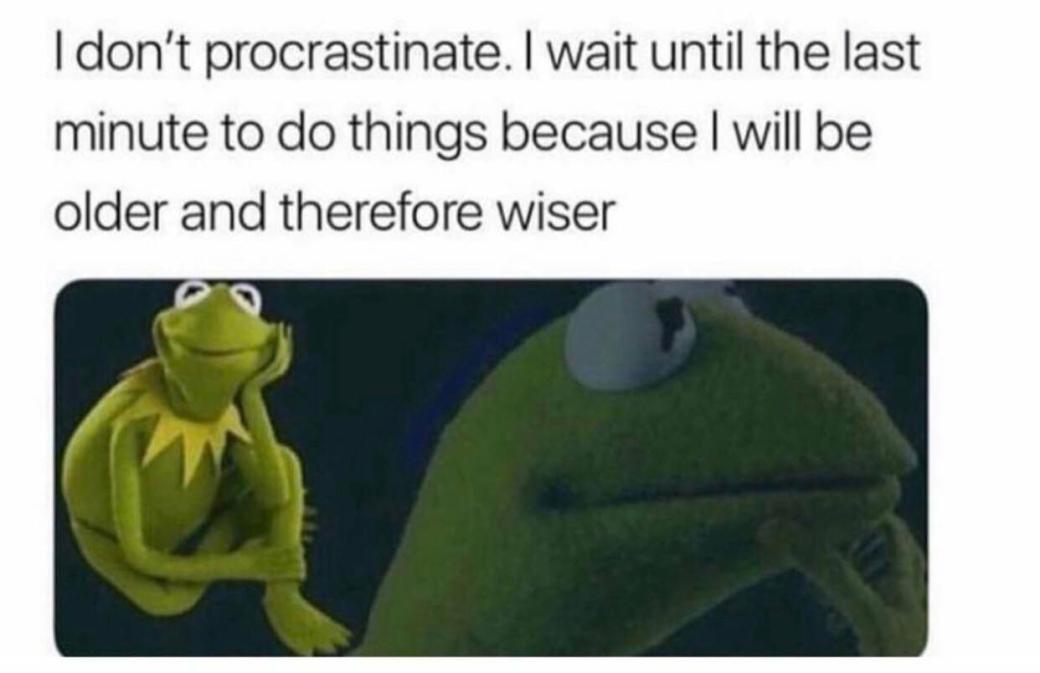 I don’t procrastinate. I wait until the last
minute to do things because I will be
older and therefore wiser